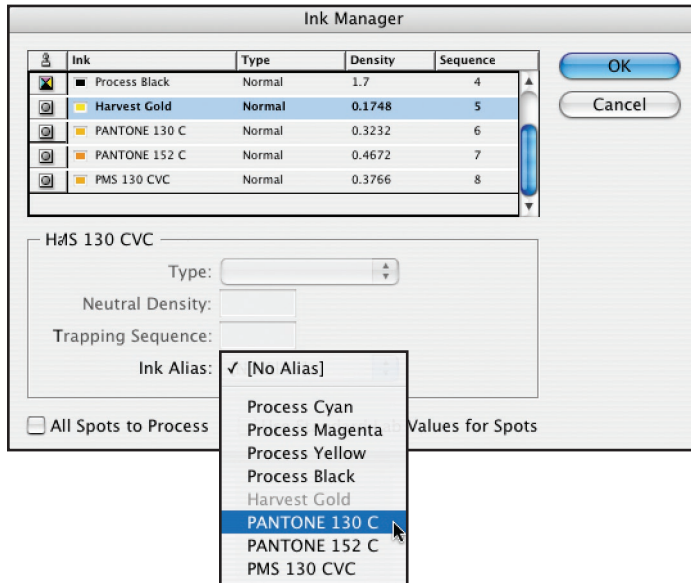 Ink Manager
Ink Type Density Sequence
Process Black Normal 1.7 4
Harvest Gold Normal 0.1748 5
PANTONE 130 C Normal 0.3232 6
PANTONE 152 C Normal 0.4672 7
PMS 130 CVC Normal 0.3766 8
OK
Cancel
130 CVC
Type:
Neutral Density:
Trapping Sequence:
Ink Alias: ✓ [No Alias]
Process Cyan
Process Magenta
Process Yellow
Process Black
Harvest Gold
PANTONE 130 C
PANTONE 152 C
PMS 130 CVC
All Spots to Process
Values for Spots